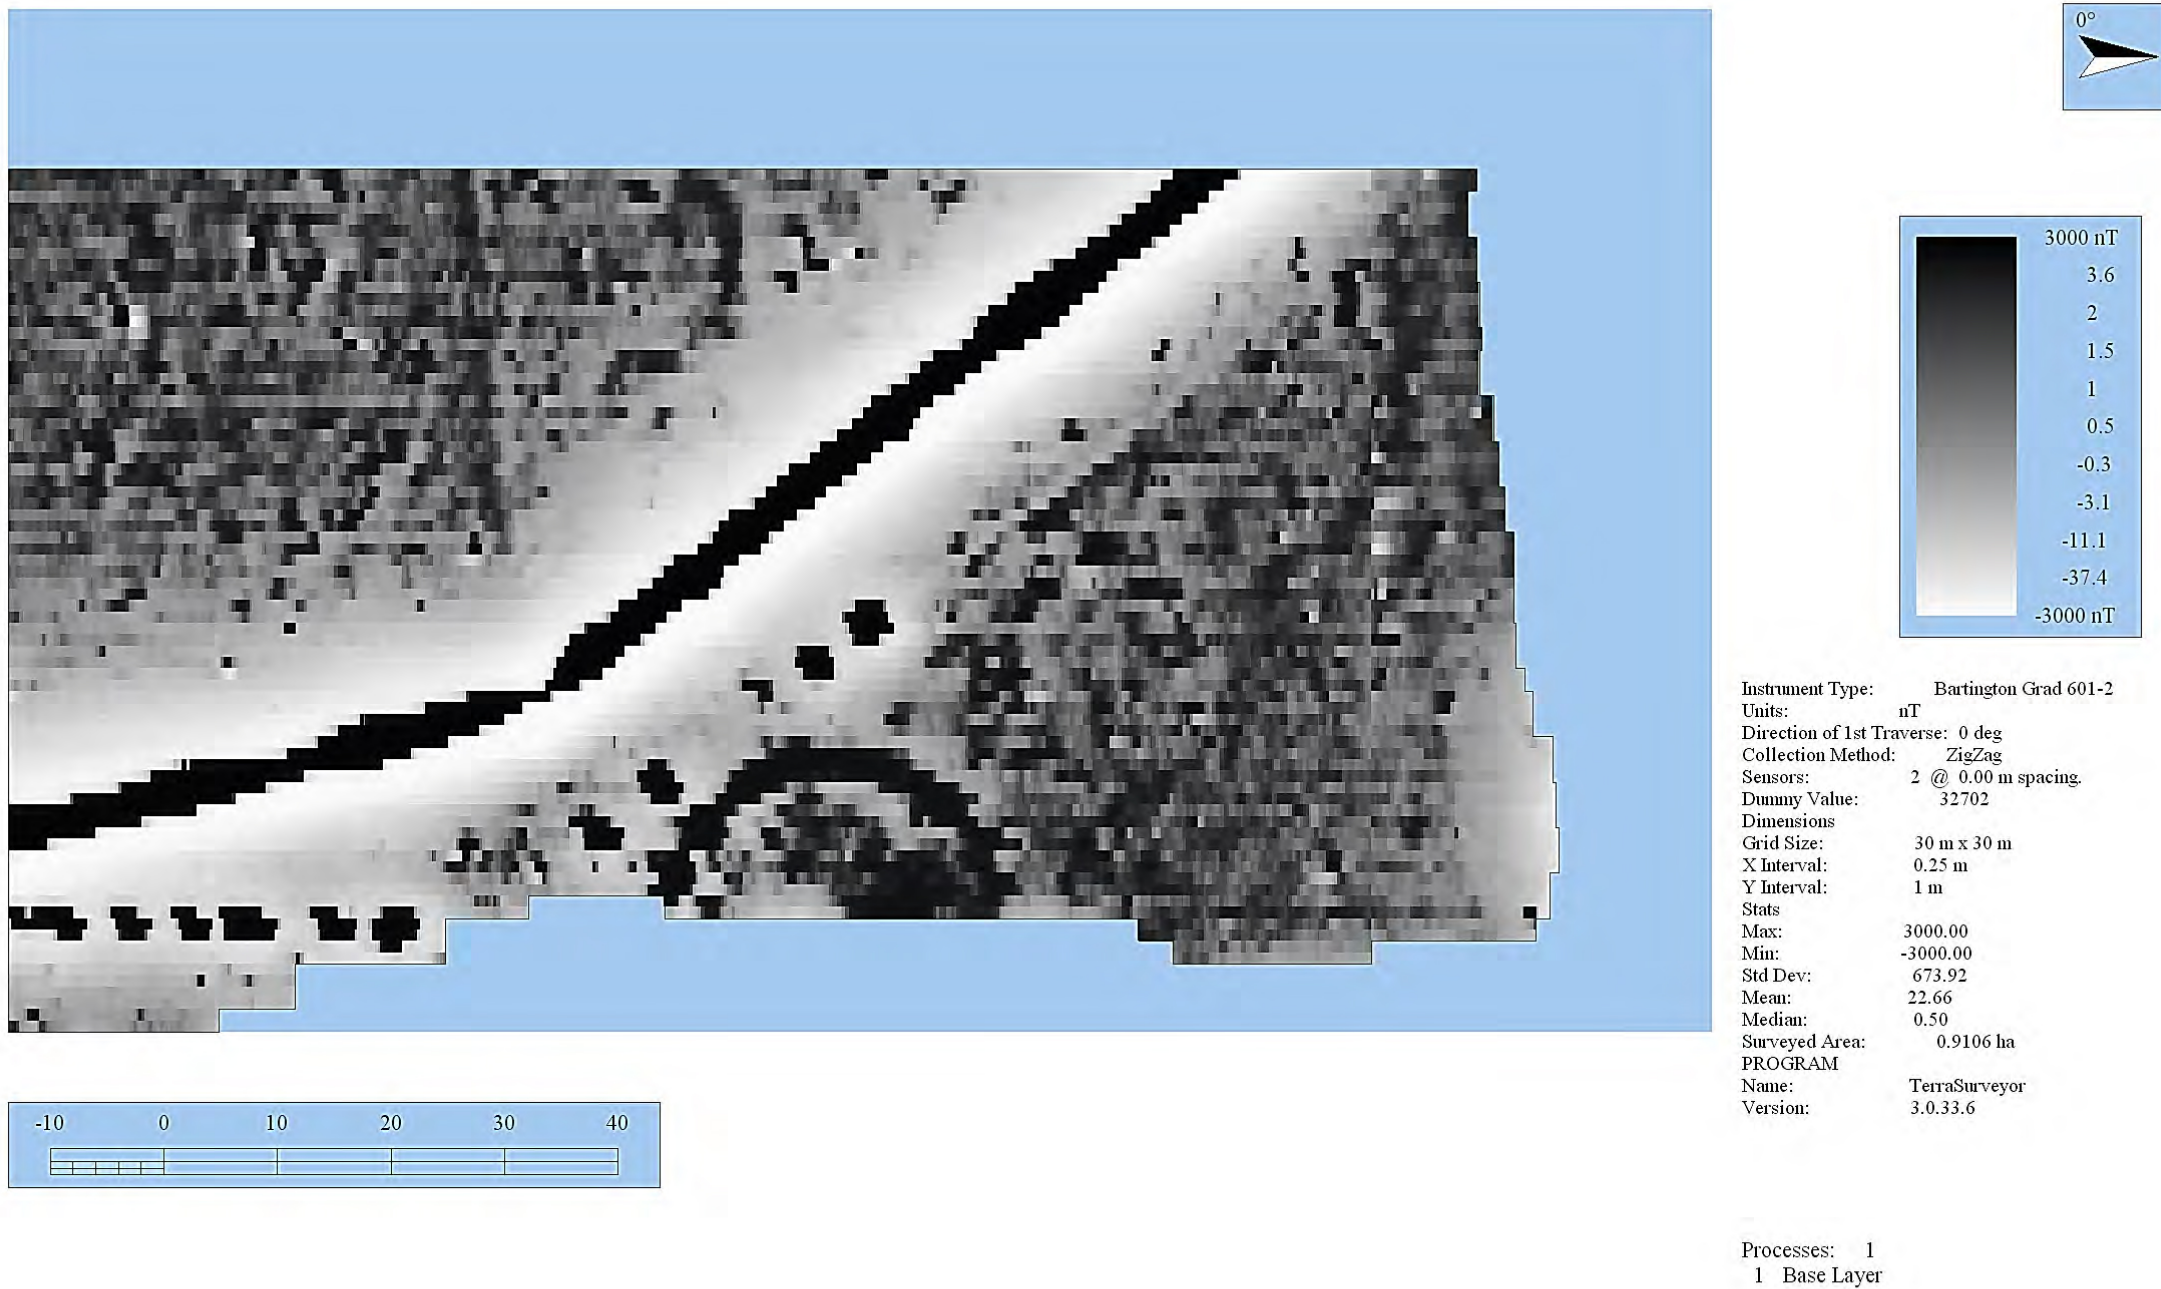 0°
3000 nT
3.6
2
1.5
1
0.5
-0.3
-3.1
-11.1
-37.4
-3000 nT
Instrument Type: Bartington Grad 601-2
Units: nT
Direction of 1st Traverse: 0 deg
Collection Method: ZigZag
Sensors: 2 @ 0.00 m spacing.
Dummy Value: 32702
Dimensions
Grid Size: 30 m x 30 m
X Interval: 0.25 m
Y Interval: 1 m
Stats
Max: 3000.00
Min: -3000.00
Std Dev: 673.92
Mean: 22.66
Median: 0.50
Surveyed Area: 0.9106 ha
PROGRAM
Name: TerraSurveyor
Version: 3.0.33.6
-10 0 10 20 30 40
Processes: 1
1 Base Layer